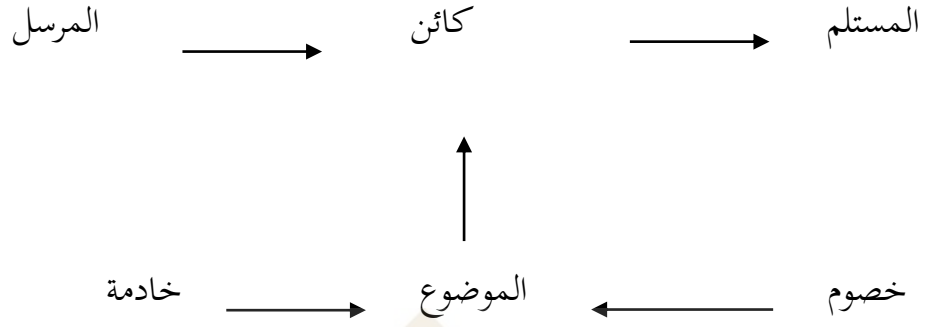 المرسل كائن المستلم
خادمة الموضوع خصوم